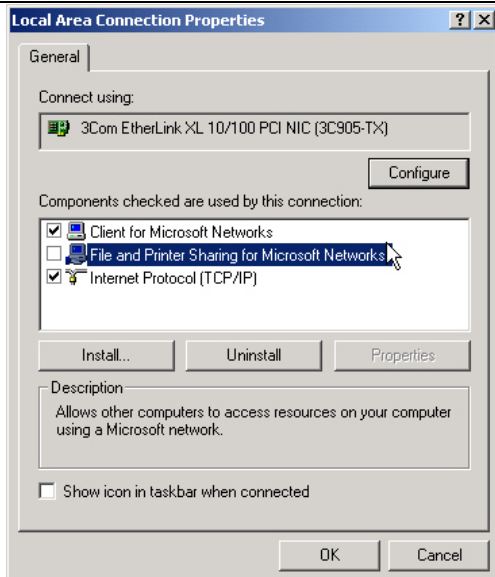 Local Area Connection Properties
General
Connect using:
3Com EtherLink XL 10/100 PCI NIC (3C905-TX)
Configure
Components checked are used by this connection:
Client for Microsoft Networks
File and Printer Sharing for Microsoft Networks
Internet Protocol (TCP/IP)
Install... Uninstall Properties
Description
Allows other computers to access resources on your computer
using a Microsoft network.
Show icon in taskbar when connected
OK Cancel